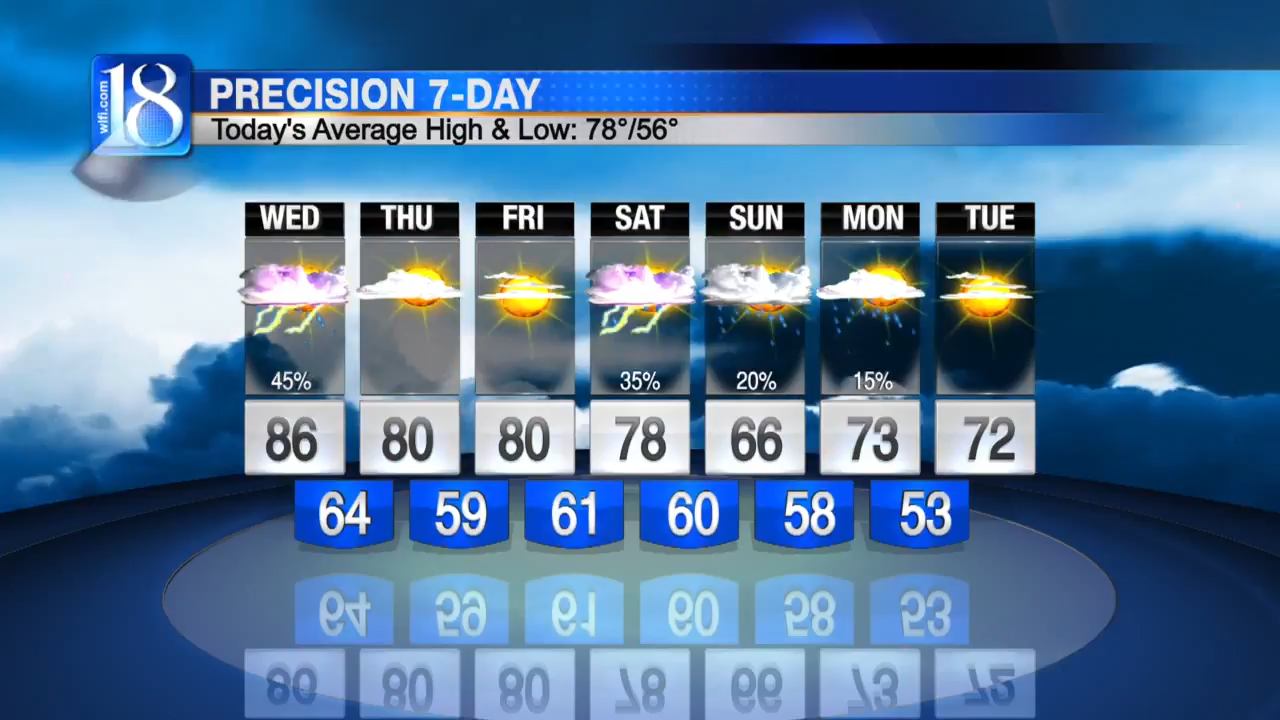 wlfi.com
18
PRECISION 7-DAY
Today's Average High & Low: 78°/56°
WED THU FRI SAT SUN MON TUE
45% 35% 20% 15%
86 80 80 78 66 73 72
64 59 61 60 58 53